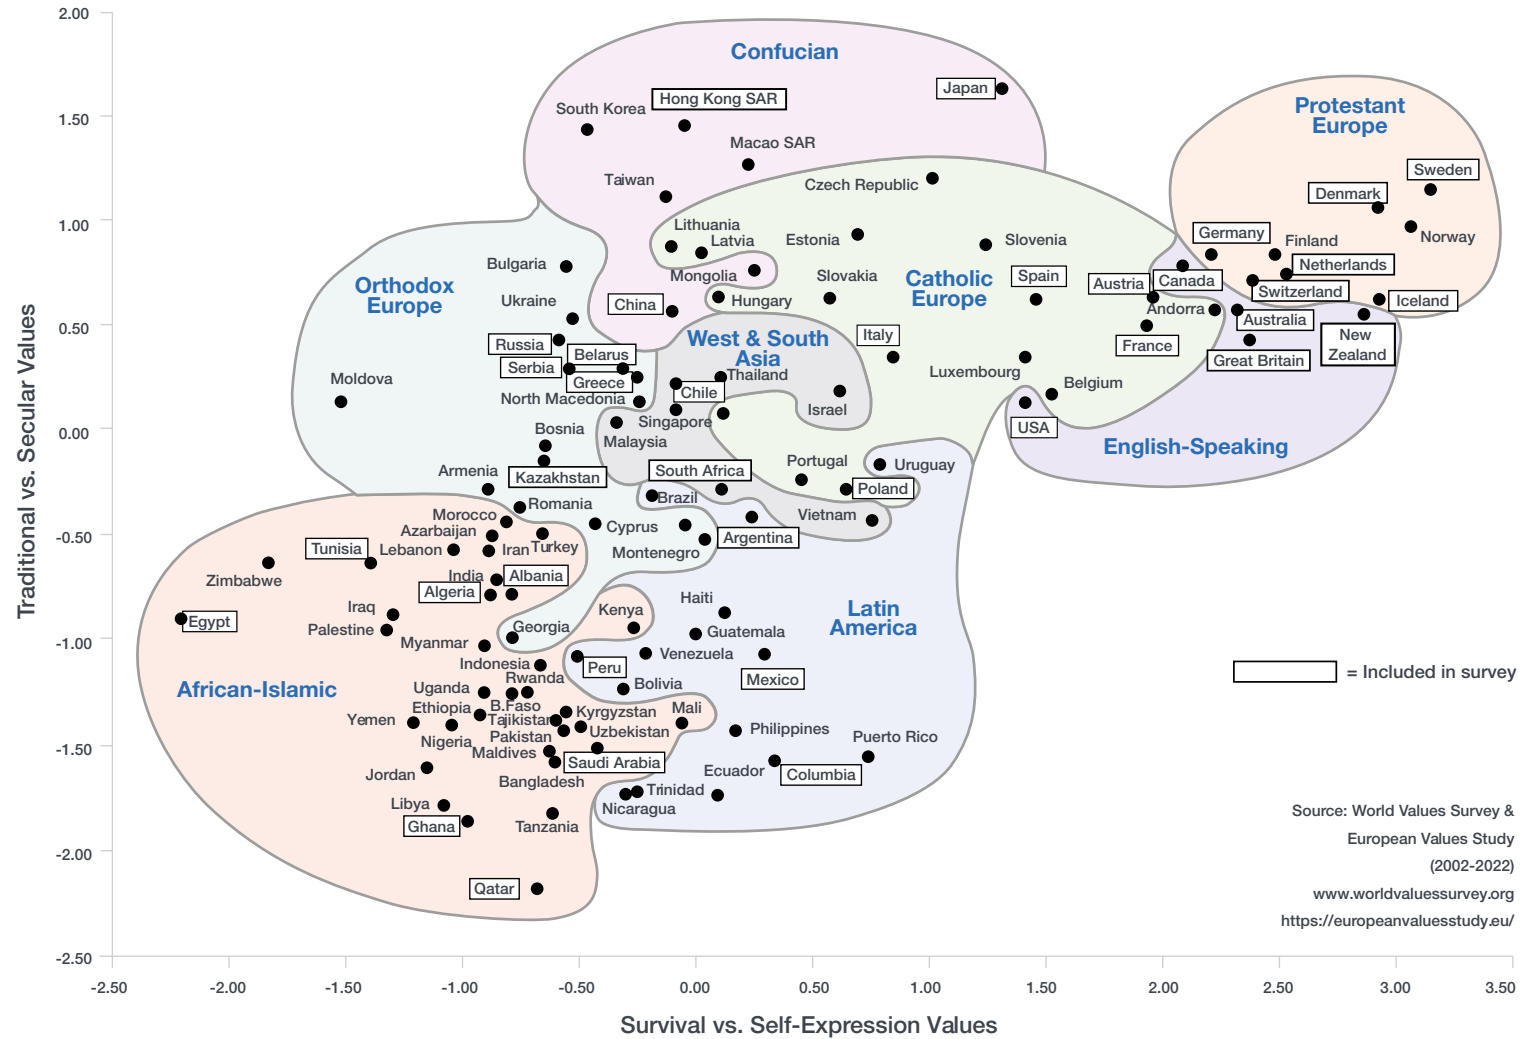 2.00
1.50
1.00
0.50
0.00
-0.50
-1.00
-1.50
-2.00
-2.50
Traditional vs. Secular Values
-2.50
-2.00
-1.50
-1.00
-0.50
0.00
0.50
1.00
1.50
2.00
2.50
3.00
3.50
Survival vs. Self-Expression Values
Confucian
Japan
Hong Kong SAR
South Korea
Macao SAR
Taiwan
Mongolia
China
Protestant
Europe
Sweden
Denmark
Norway
Germany
Finland
Netherlands
Switzerland
Iceland
Catholic
Europe
Czech Republic
Lithuania
Latvia
Estonia
Slovenia
Slovakia
Spain
Hungary
Austria
Andorra
France
Italy
Luxembourg
Belgium
Portugal
Poland
English-Speaking
Canada
Australia
Great Britain
New
Zealand
USA
Orthodox
Europe
Bulgaria
Ukraine
Russia
Belarus
Serbia
Greece
North Macedonia
Moldova
Bosnia
Kazakhstan
Armenia
Romania
Cyprus
Montenegro
Georgia
West & South
Asia
Thailand
Chile
Israel
Singapore
Malaysia
South Africa
Vietnam
Latin
America
Uruguay
Brazil
Argentina
Haiti
Guatemala
Venezuela
Mexico
Peru
Bolivia
Philippines
Puerto Rico
Ecuador
Columbia
Trinidad
Nicaragua
African-Islamic
Morocco
Azarbaijan
Lebanon
Iran
Turkey
Tunisia
Zimbabwe
India
Albania
Algeria
Iraq
Egypt
Palestine
Myanmar
Kenya
Indonesia
Rwanda
Uganda
B.Faso
Ethiopia
Yemen
Tajikistan
Kyrgyzstan
Mali
Nigeria
Pakistan
Uzbekistan
Maldives
Saudi Arabia
Jordan
Bangladesh
Libya
Ghana
Tanzania
Qatar
= Included in survey
Source: World Values Survey &
European Values Study
(2002-2022)
www.worldvaluessurvey.org
https://europeanvaluesstudy.eu/